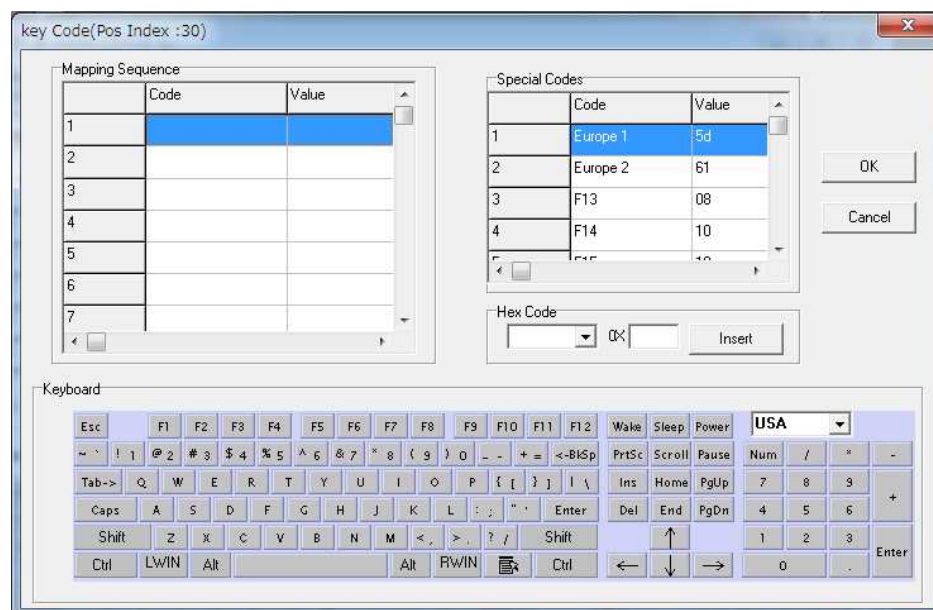 key Code(Pos Index :30)
Mapping Sequence
Code Value
1
2
3
4
5
6
7
Special Codes
Code Value
1 Europe 1 5d
2 Europe 2 61
3 F13 08
4 F14 10
OK
Cancel
Hex Code
0X
Insert
Keyboard
Esc F1 F2 F3 F4 F5 F6 F7 F8 F9 F10 F11 F12 Wake Sleep Power USA
~ ` ! 1 @ 2 # 3 $ 4 % 5 ^ 6 & 7 * 8 ( 9 ) 0 _ - + = <-BkSp PrtSc Scroll Pause Num / * -
Tab-> Q W E R T Y U I O P { [ } ] | \ Ins Home PgUp 7 8 9 +
Caps A S D F G H J K L : ; " ' Enter Del End PgDn 4 5 6
Shift Z X C V B N M < , > . ? / Shift ↑ 1 2 3 Enter
Ctrl LWIN Alt Alt RWIN Ctrl ← ↓ → 0 .